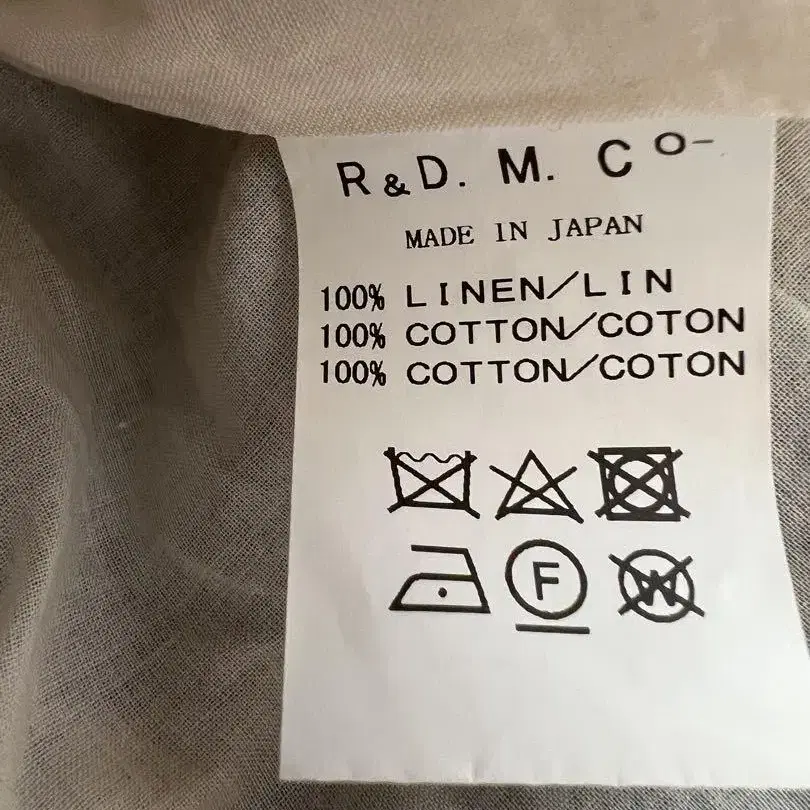 R & D. M. Co-
MADE IN JAPAN
100% LINEN/LIN
100% COTTON/COTON
100% COTTON/COTON
F
W